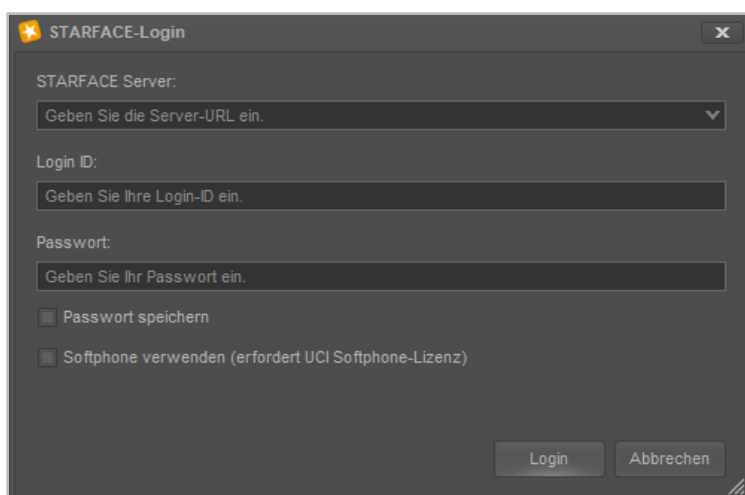 STARFACE-Login
STARFACE Server:
Geben Sie die Server-URL ein.
Login ID:
Geben Sie Ihre Login-ID ein.
Passwort:
Geben Sie Ihr Passwort ein.
Passwort speichern
Softphone verwenden (erfordert UCI Softphone-Lizenz)
Login Abbrechen